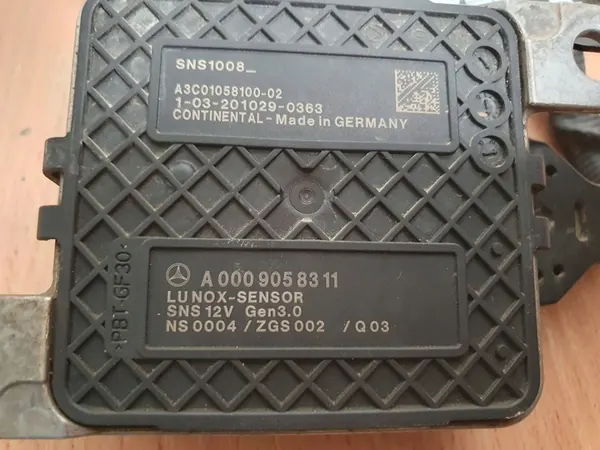 SNS1008_
A3C01058100-02
1-03-201029-0363
CONTINENTAL-Made in GERMANY
A 000 905 83 11
LU NOX-SENSOR
SNS 12V Gen3.0
NS 0004 / ZGS 002 / Q 03
>PBT-GF30<